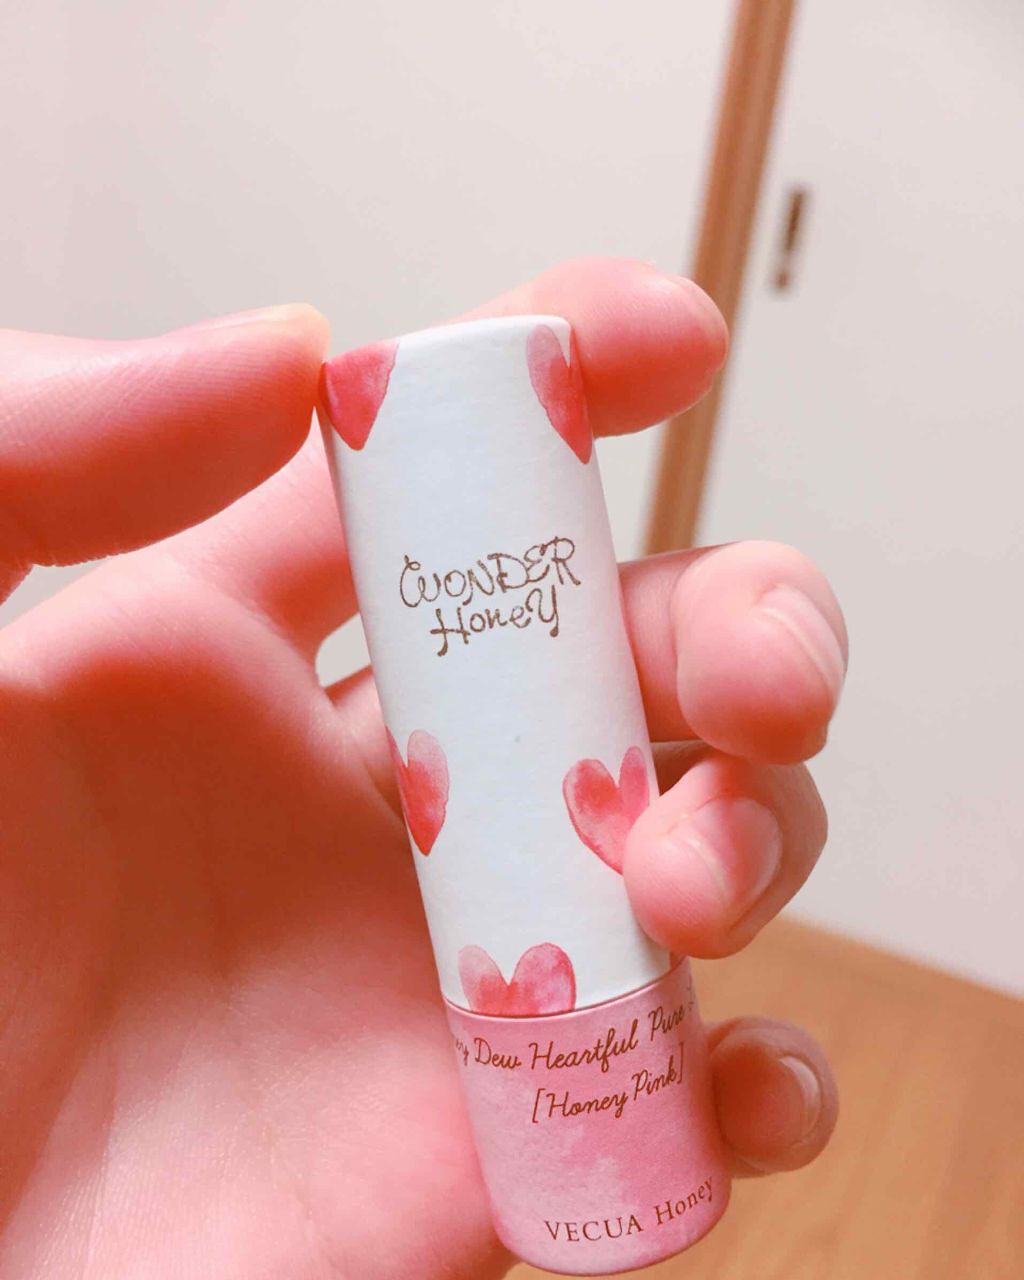 WONDER
Honey
Dew Heartful Pure
[Honey Pink]
VECUA Honey